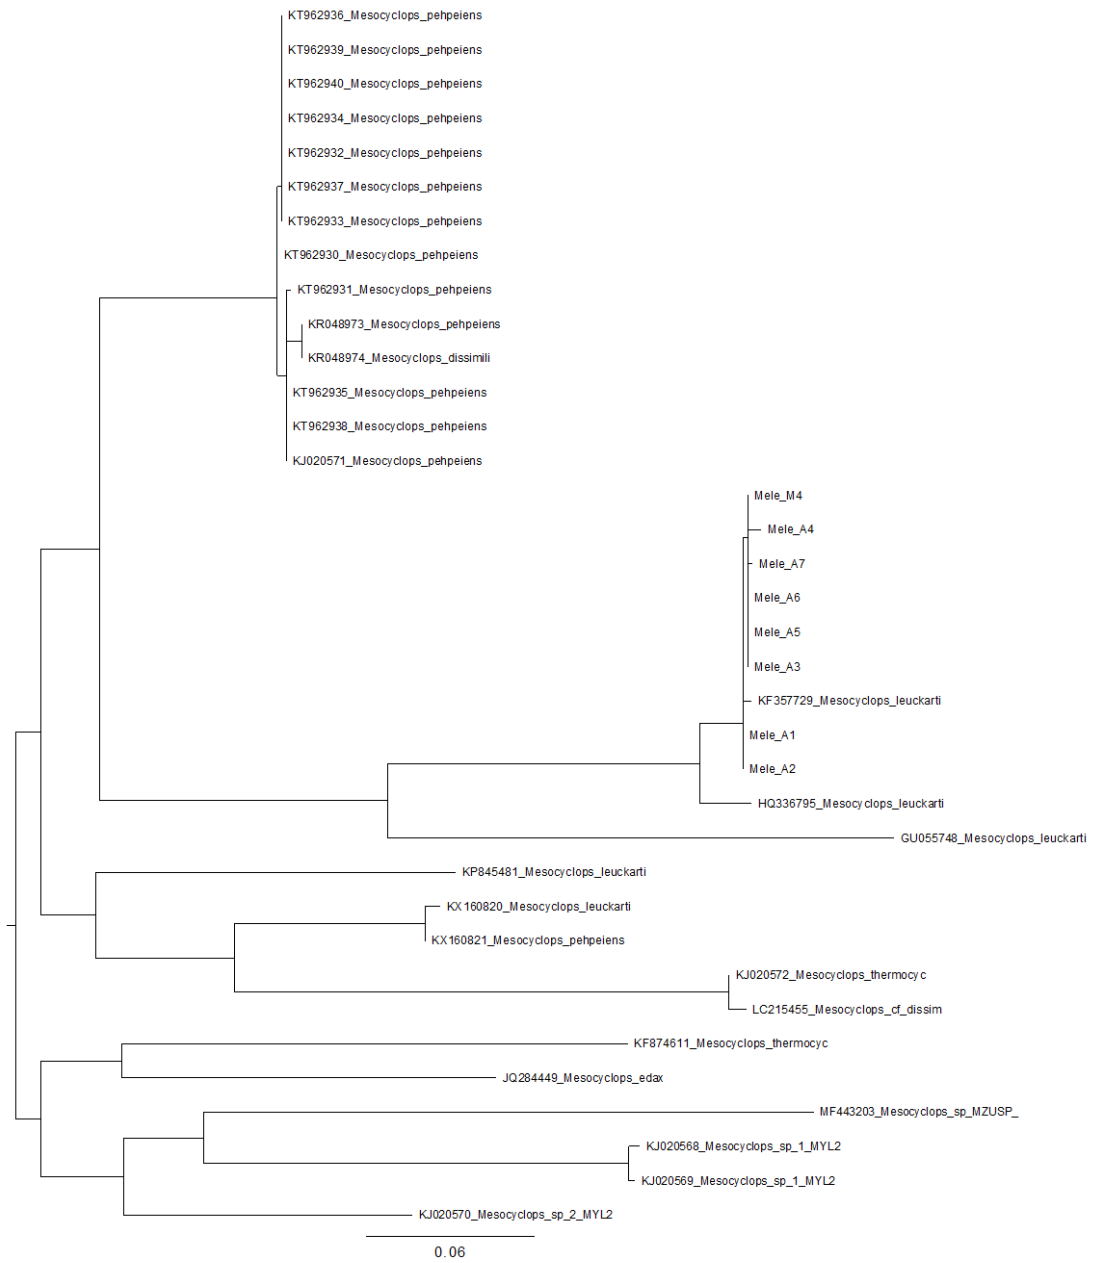 KT962936_Mesocyclops_pehpeiens
KT962939_Mesocyclops_pehpeiens
KT962940_Mesocyclops_pehpeiens
KT962934_Mesocyclops_pehpeiens
KT962932_Mesocyclops_pehpeiens
KT962937_Mesocyclops_pehpeiens
KT962933_Mesocyclops_pehpeiens
KT962930_Mesocyclops_pehpeiens
KT962931_Mesocyclops_pehpeiens
KR048973_Mesocyclops_pehpeiens
KR048974_Mesocyclops_dissimili
KT962935_Mesocyclops_pehpeiens
KT962938_Mesocyclops_pehpeiens
KJ020571_Mesocyclops_pehpeiens
Mele_M4
Mele_A4
Mele_A7
Mele_A6
Mele_A5
Mele_A3
KF357729_Mesocyclops_leuckarti
Mele_A1
Mele_A2
HQ336795_Mesocyclops_leuckarti
GU055748_Mesocyclops_leuckarti
KP845481_Mesocyclops_leuckarti
KX160820_Mesocyclops_leuckarti
KX160821_Mesocyclops_pehpeiens
KJ020572_Mesocyclops_thermocyc
LC215455_Mesocyclops_cf_dissim
KF874611_Mesocyclops_thermocyc
JQ284449_Mesocyclops_edax
MF443203_Mesocyclops_sp_MZUSP_
KJ020568_Mesocyclops_sp_1_MYL2
KJ020569_Mesocyclops_sp_1_MYL2
KJ020570_Mesocyclops_sp_2_MYL2
0.06